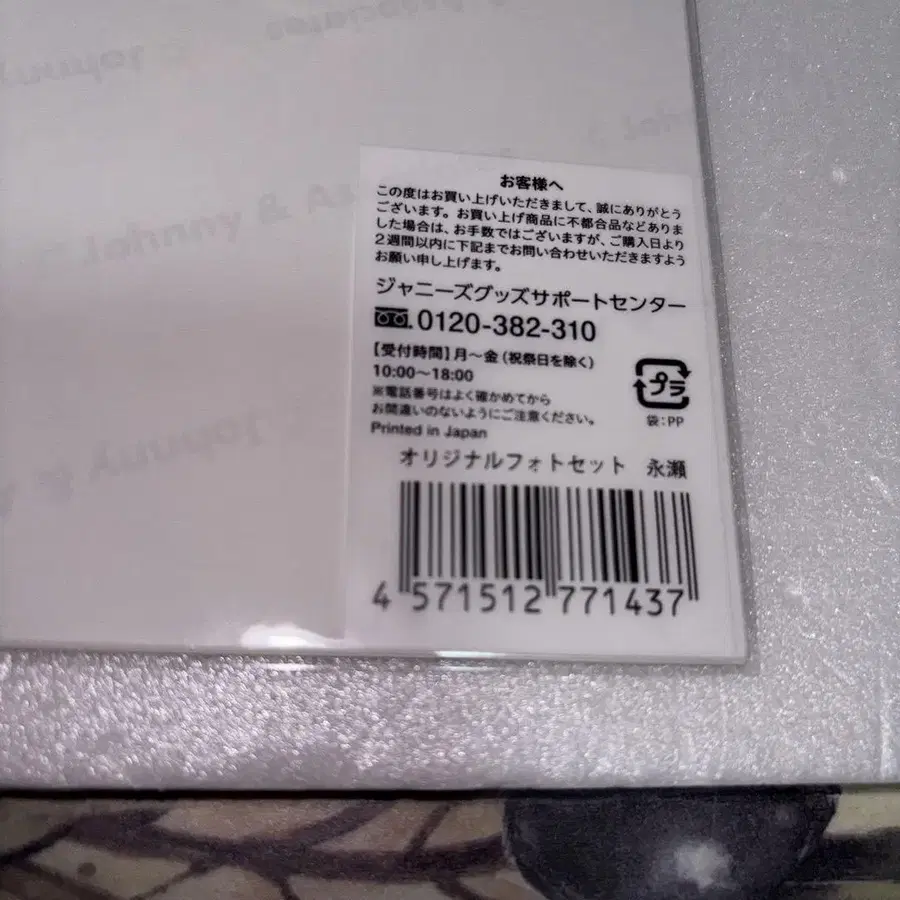 Johnny
Associates
Johnny & As
お客様へ
この度はお買い上げいただきまして、誠にありがとう
ございます。お買い上げ商品に不都合品などありま
した場合は、お手数ではございますが、ご購入日より
2週間以内に下記までお問い合わせいただきますよう
お願い申し上げます。
ジャニーズグッズサポートセンター
0120-382-310
【受付時間】月〜金(祝祭日を除く)
10:00〜18:00
※電話番号はよく確かめてから
お間違いのないようにご注意ください。
Printed in Japan
プラ
袋:PP
オリジナルフォトセット 永瀬
4 571512 771437
Johnny &